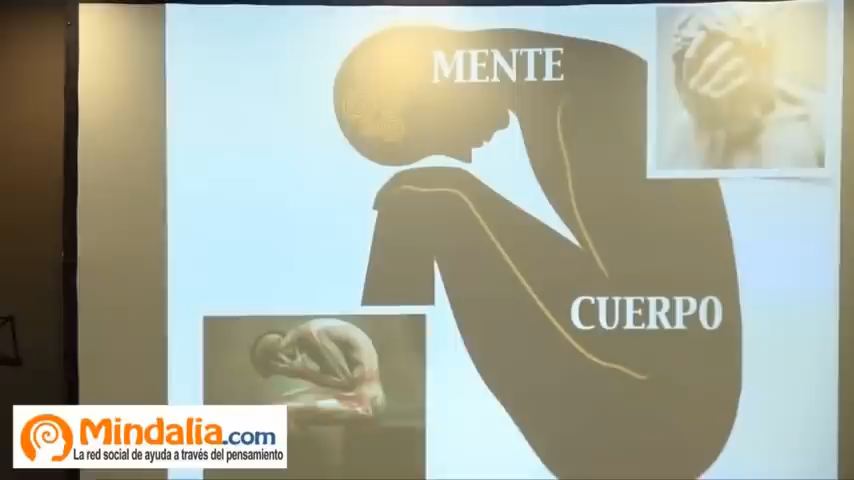 MENTE
CUERPO
Mindalia.com
La red social de ayuda a través del pensamiento